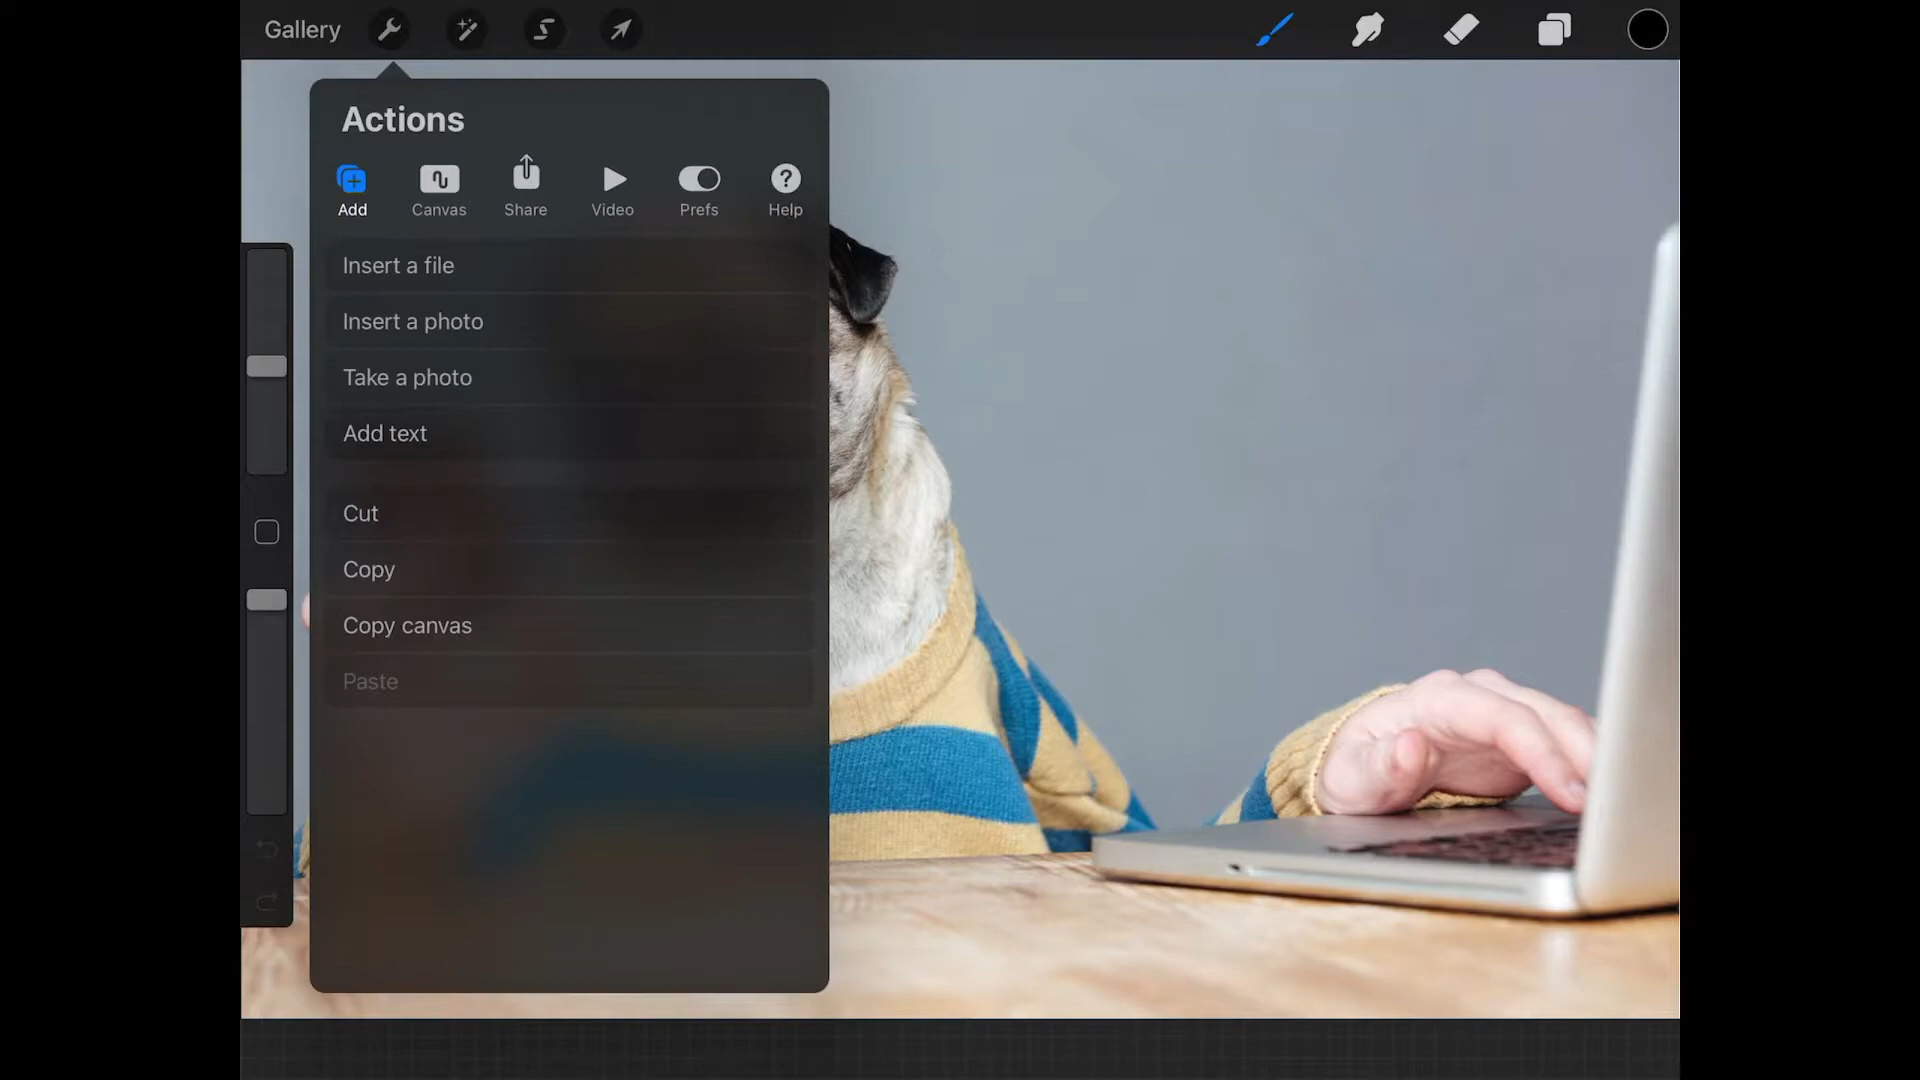 Gallery
Actions
Add Canvas Share Video Prefs Help
Insert a file
Insert a photo
Take a photo
Add text
Cut
Copy
Copy canvas
Paste